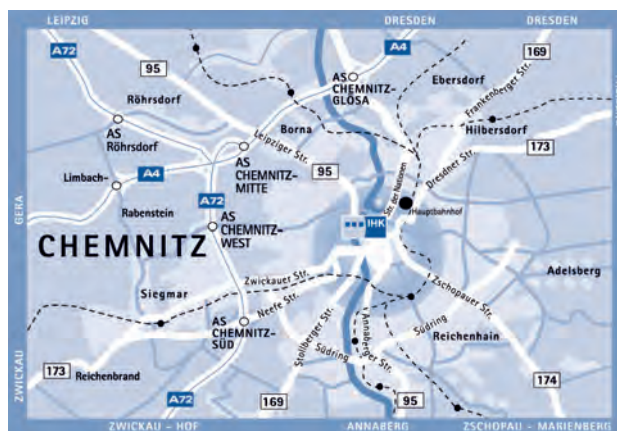 LEIPZIG
DRESDEN
DRESDEN
A72
A4
169
95
AS
CHEMNITZ-
GLÖSA
Ebersdorf
Frankenberger Str.
Röhrsdorf
Borna
Hilbersdorf
AS
Röhrsdorf
Leipziger Str.
173
Dresdner Str.
Limbach-
A4
AS
CHEMNITZ-
MITTE
95
Str. der Nationen
GERA
Rabenstein
A72
Hauptbahnhof
AS
CHEMNITZ-
WEST
IHK
CHEMNITZ
Adelsberg
Zwickauer Str.
Zschopauer Str.
Siegmar
Neefe Str.
AS
CHEMNITZ-
SÜD
Stollberger Str.
Annaberger Str.
Südring
Südring
Reichenhain
ZWICKAU
173
Reichenbrand
174
A72
169
95
ZWICKAU – HOF
ANNABERG
ZSCHOPAU – MARIENBERG